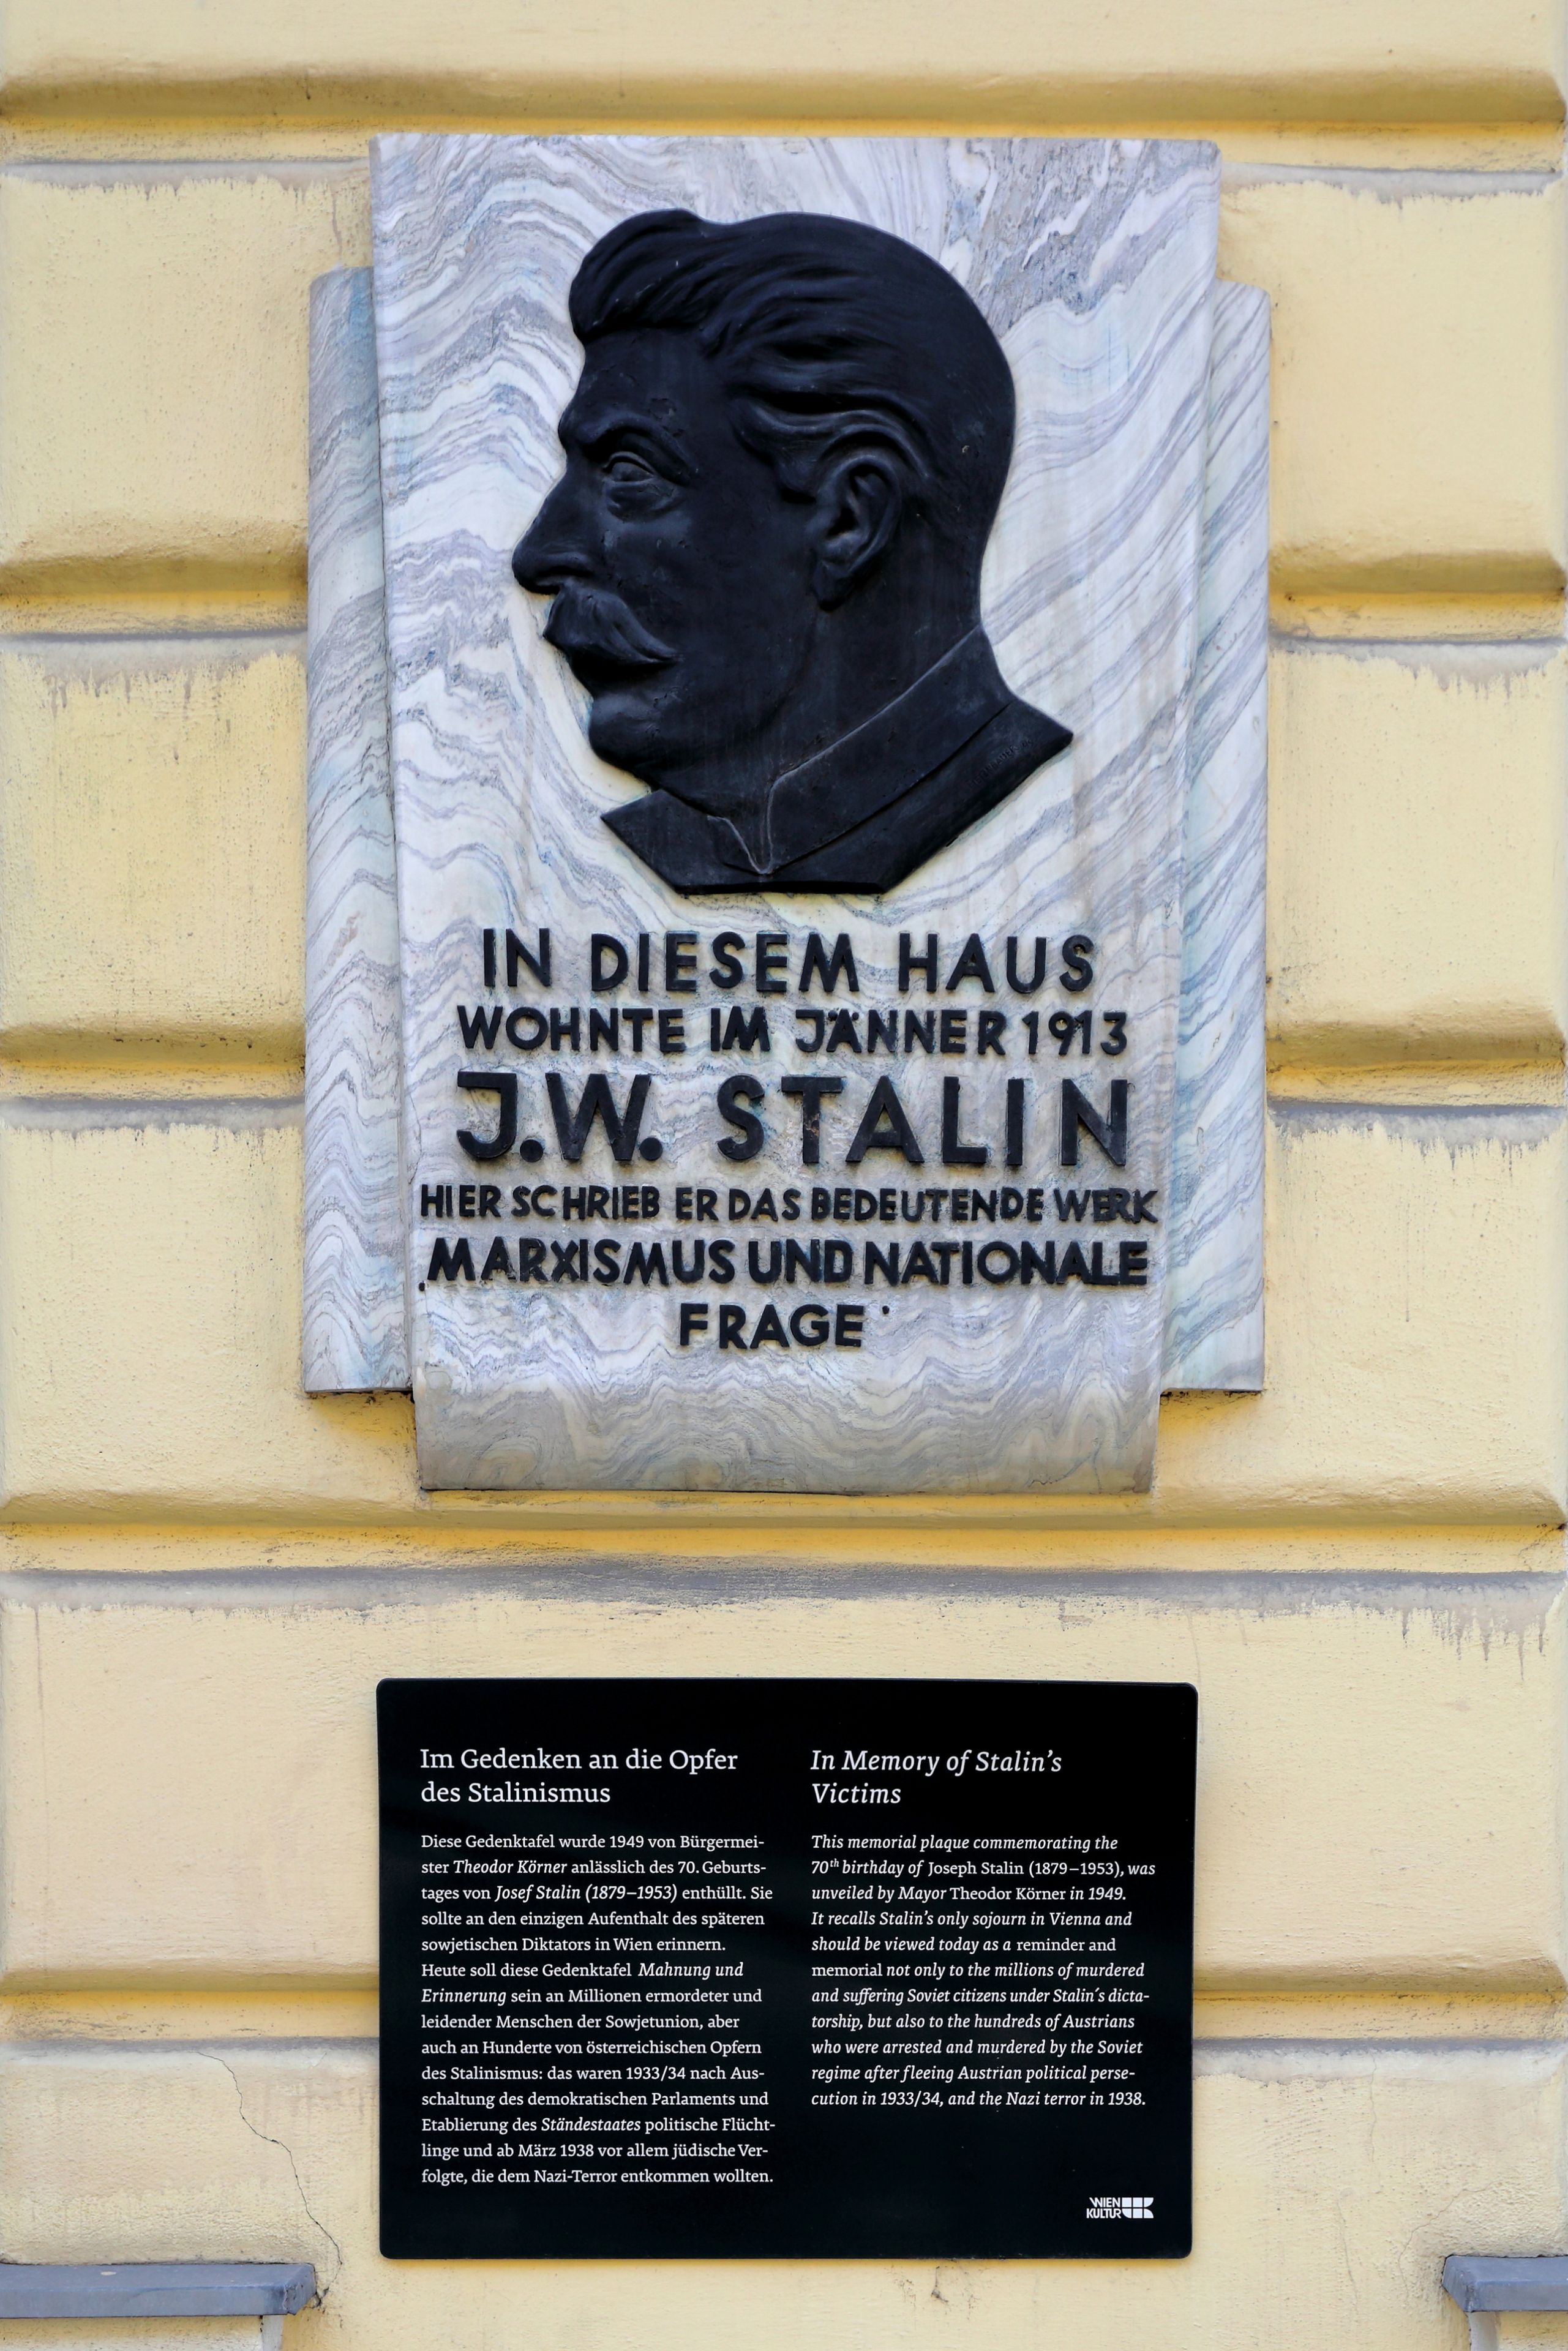 IN DIESEM HAUS
WOHNTE IM JÄNNER 1913
J.W. STALIN
HIER SCHRIEB ER DAS BEDEUTENDE WERK
"MARXISMUS UND NATIONALE
FRAGE"
Im Gedenken an die Opfer
des Stalinismus
Diese Gedenktafel wurde 1949 von Bürgermei-
ster Theodor Körner anlässlich des 70. Geburts-
tages von Josef Stalin (1879–1953) enthüllt. Sie
sollte an den einzigen Aufenthalt des späteren
sowjetischen Diktators in Wien erinnern.
Heute soll diese Gedenktafel Mahnung und
Erinnerung sein an Millionen ermordeter und
leidender Menschen der Sowjetunion, aber
auch an Hunderte von österreichischen Opfern
des Stalinismus: das waren 1933/34 nach Aus-
schaltung des demokratischen Parlaments und
Etablierung des Ständestaates politische Flücht-
linge und ab März 1938 vor allem jüdische Ver-
folgte, die dem Nazi-Terror entkommen wollten.
In Memory of Stalin's
Victims
This memorial plaque commemorating the
70th birthday of Joseph Stalin (1879–1953), was
unveiled by Mayor Theodor Körner in 1949.
It recalls Stalin's only sojourn in Vienna and
should be viewed today as a reminder and
memorial not only to the millions of murdered
and suffering Soviet citizens under Stalin's dicta-
torship, but also to the hundreds of Austrians
who were arrested and murdered by the Soviet
regime after fleeing Austrian political perse-
cution in 1933/34, and the Nazi terror in 1938.
WIEN
KULTUR